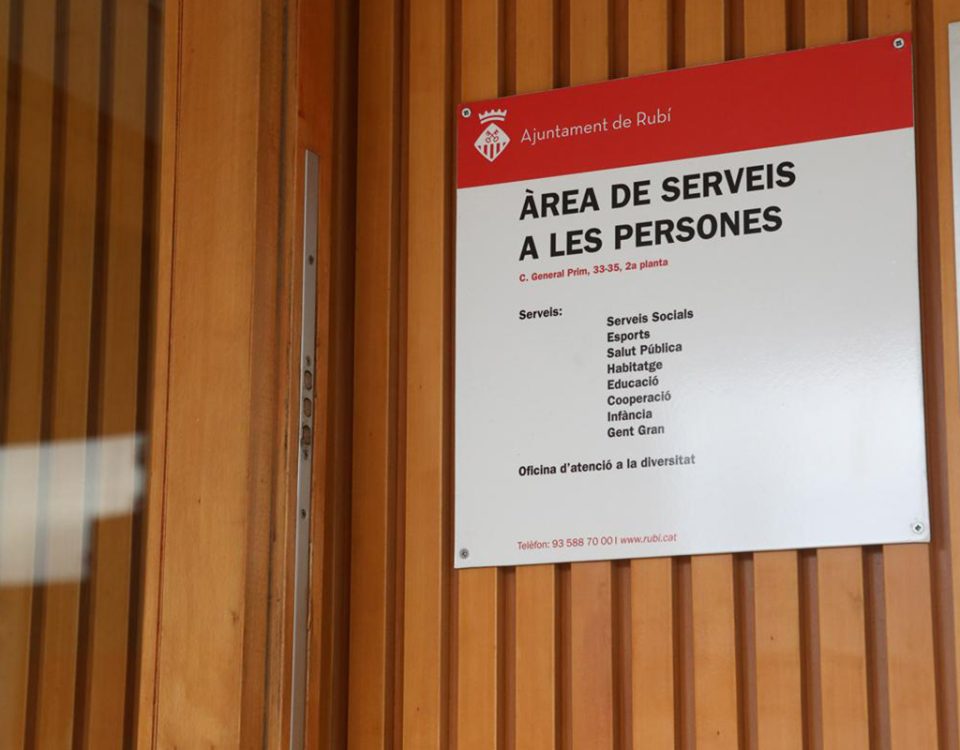 Ajuntament de Rubí
ÀREA DE SERVEIS
A LES PERSONES
C. General Prim, 33-35, 2a planta
Serveis:
Serveis Socials
Esports
Salut Pública
Habitatge
Educació
Cooperació
Infància
Gent Gran
Oficina d'atenció a la diversitat
Telèfon: 93 588 70 00 | www.rubi.cat